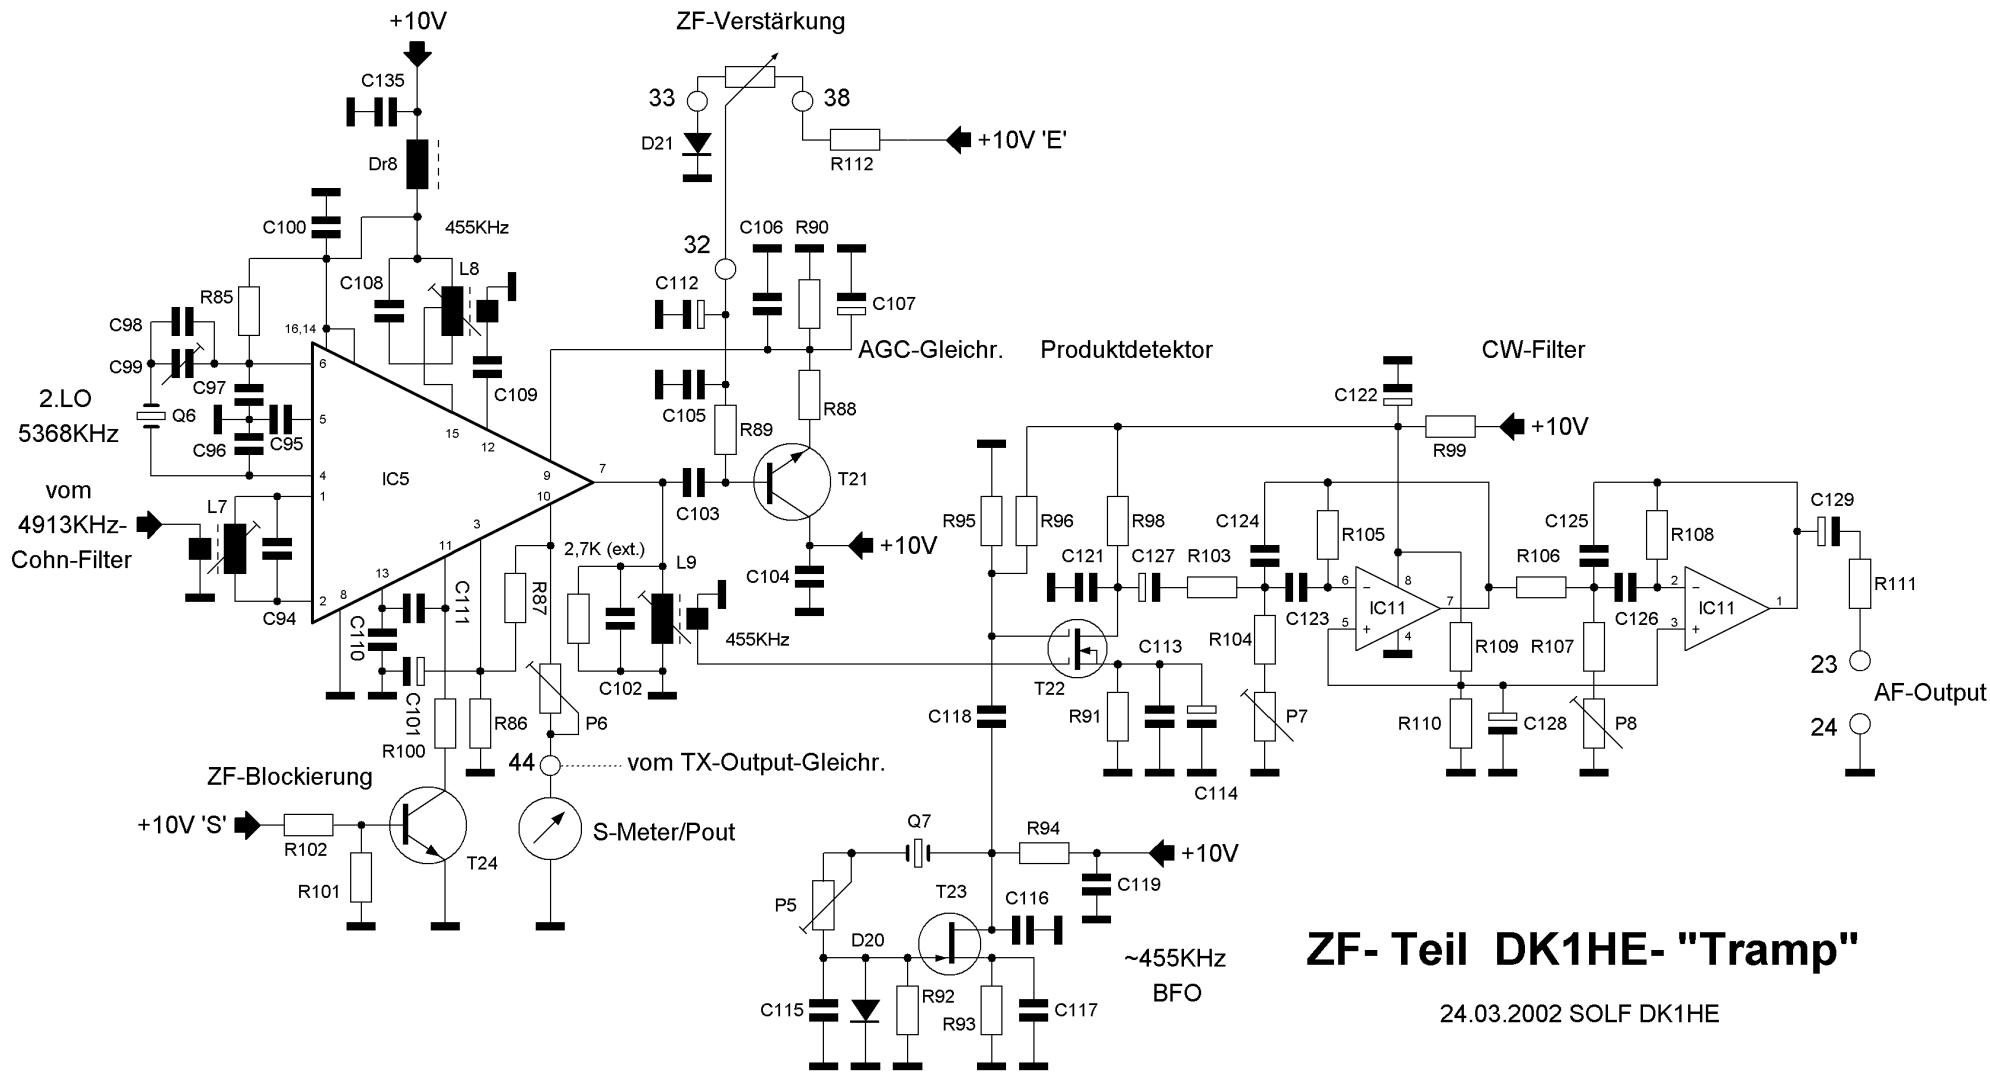 +10V
ZF-Verstärkung
C135
33
38
D21
+10V 'E'
R112
Dr8
C100
455KHz
C106
R90
32
L8
C108
C112
C107
R85
C98
16,14
C99
6
C97
AGC-Gleichr.
Produktdetektor
CW-Filter
C109
C105
R88
C122
2.LO
5368KHz
Q6
5
C96
C95
R89
15
12
+10V
R99
4
IC5
9
7
T21
vom
4913KHz-
Cohn-Filter
L7
1
10
C103
R95
R96
R98
C124
R105
C125
R108
C129
3
11
2,7K (ext.)
L9
+10V
C104
C121
C127
R103
6
−
8
R106
2
−
R111
13
8
2
C94
C111
C110
R87
455KHz
IC11
7
IC11
1
5
+
4
3
+
C123
C126
R104
R109
R107
T22
C113
23
C102
C101
R100
R86
P6
C118
R91
P7
R110
C128
P8
AF-Output
24
44
vom TX-Output-Gleichr.
C114
ZF-Blockierung
+10V 'S'
R102
R101
T24
S-Meter/Pout
Q7
R94
+10V
C119
P5
T23
C116
D20
~455KHz
BFO
C115
R92
R93
C117
ZF- Teil DK1HE- "Tramp"
24.03.2002 SOLF DK1HE